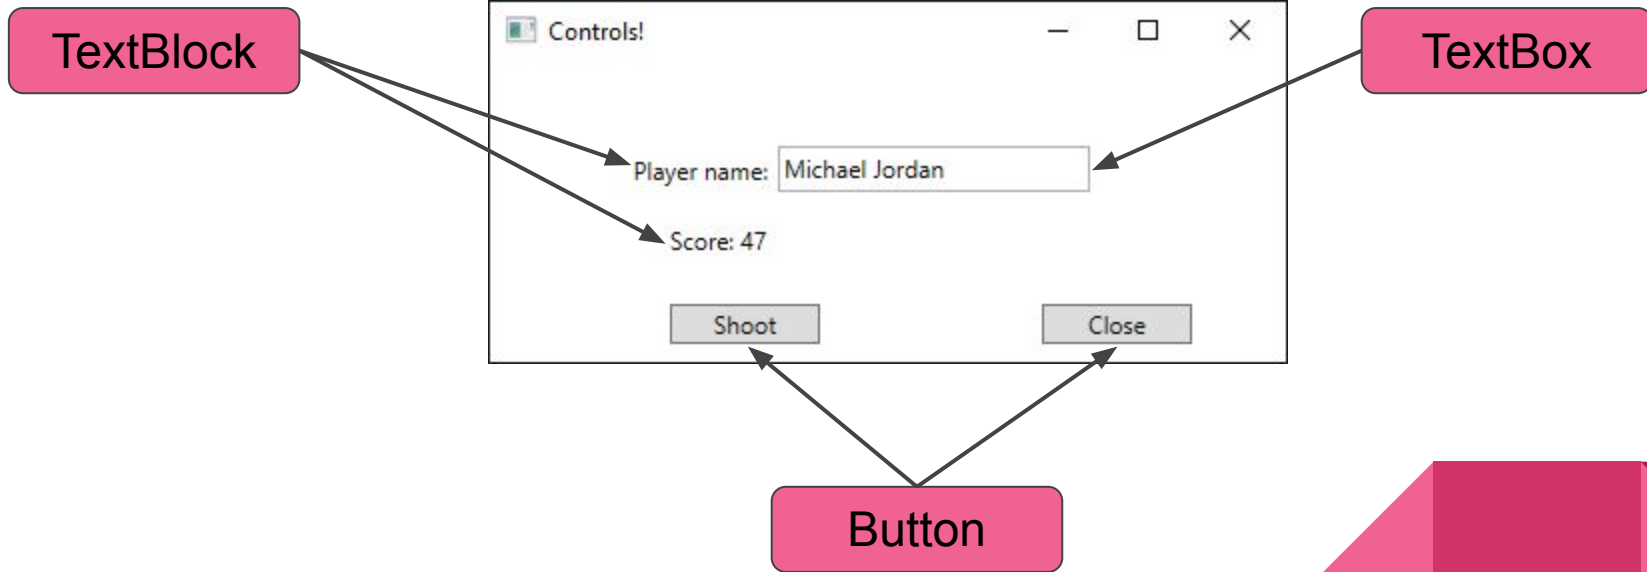 TextBlock
Controls!
TextBox
Player name:
Michael Jordan
Score: 47
Shoot
Close
Button